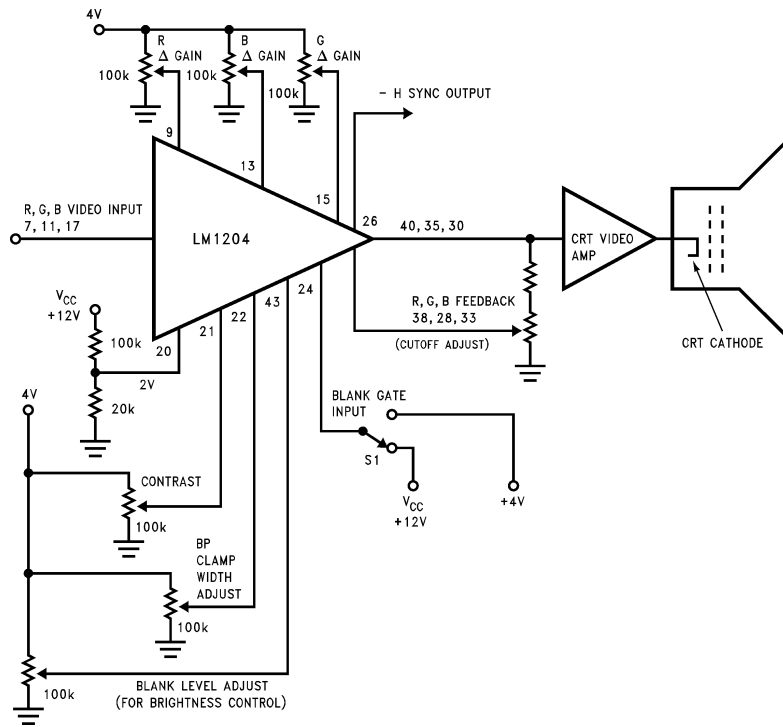 4V
R
Δ GAIN
B
Δ GAIN
G
Δ GAIN
100k
100k
100k
− H SYNC OUTPUT
9
13
15
26
R, G, B VIDEO INPUT
7, 11, 17
LM1204
40, 35, 30
CRT VIDEO
AMP
CRT CATHODE
R, G, B FEEDBACK
38, 28, 33
(CUTOFF ADJUST)
VCC
+12V
100k
20
21
22
43
24
2V
20k
4V
BLANK GATE
INPUT
S1
VCC
+12V
+4V
CONTRAST
100k
BP
CLAMP
WIDTH
ADJUST
100k
BLANK LEVEL ADJUST
(FOR BRIGHTNESS CONTROL)
100k